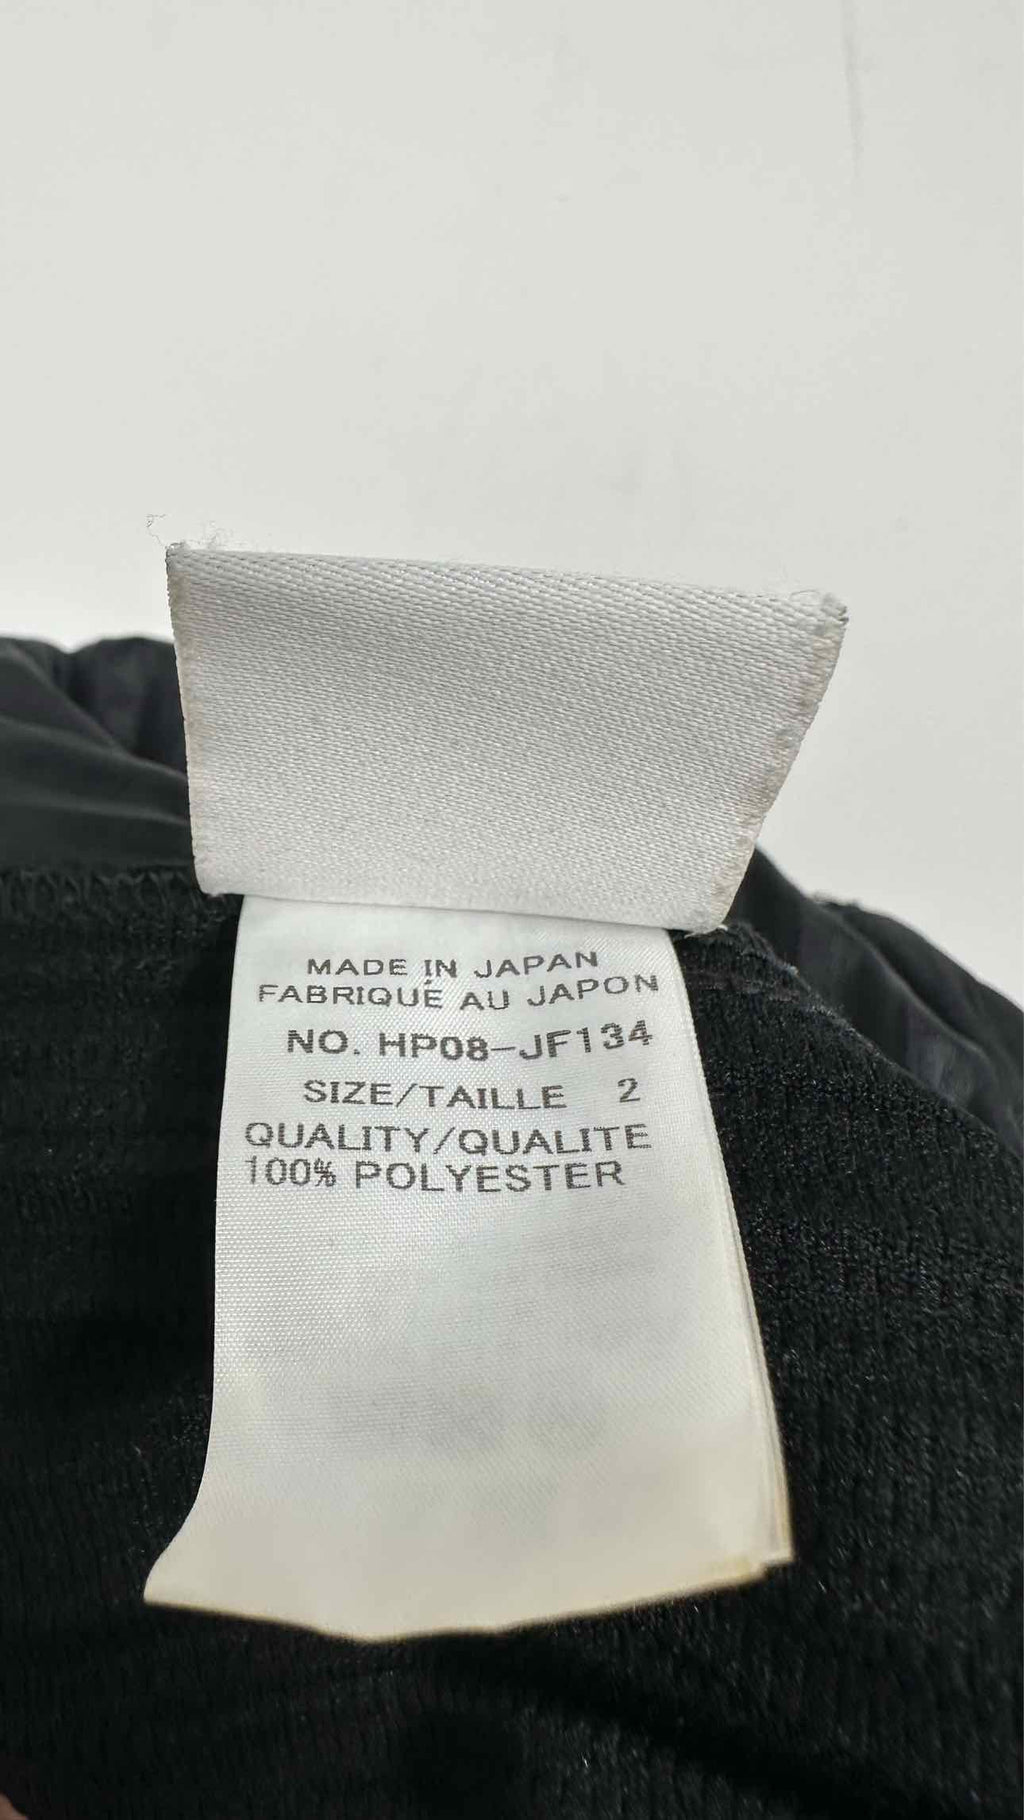 MADE IN JAPAN
FABRIQUÉ AU JAPON
NO. HP08-JF134
SIZE/TAILLE 2
QUALITY/QUALITE
100% POLYESTER